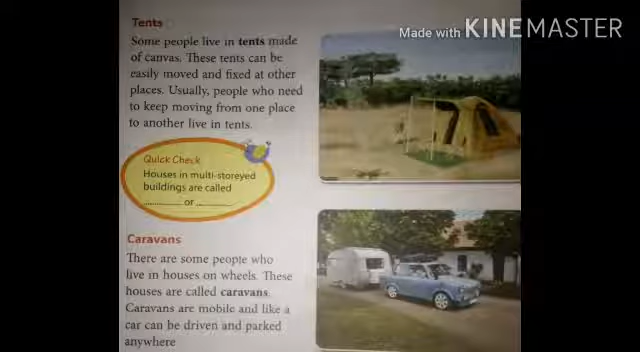 Made with KINEMASTER
Tents
Some people live in tents made
of canvas. These tents can be
easily moved and fixed at other
places. Usually, people who need
to keep moving from one place
to another live in tents.
Quick Check
Houses in multi-storeyed
buildings are called
............ or ............
Caravans
There are some people who
live in houses on wheels. These
houses are called caravans.
Caravans are mobile and like a
car can be driven and parked
anywhere